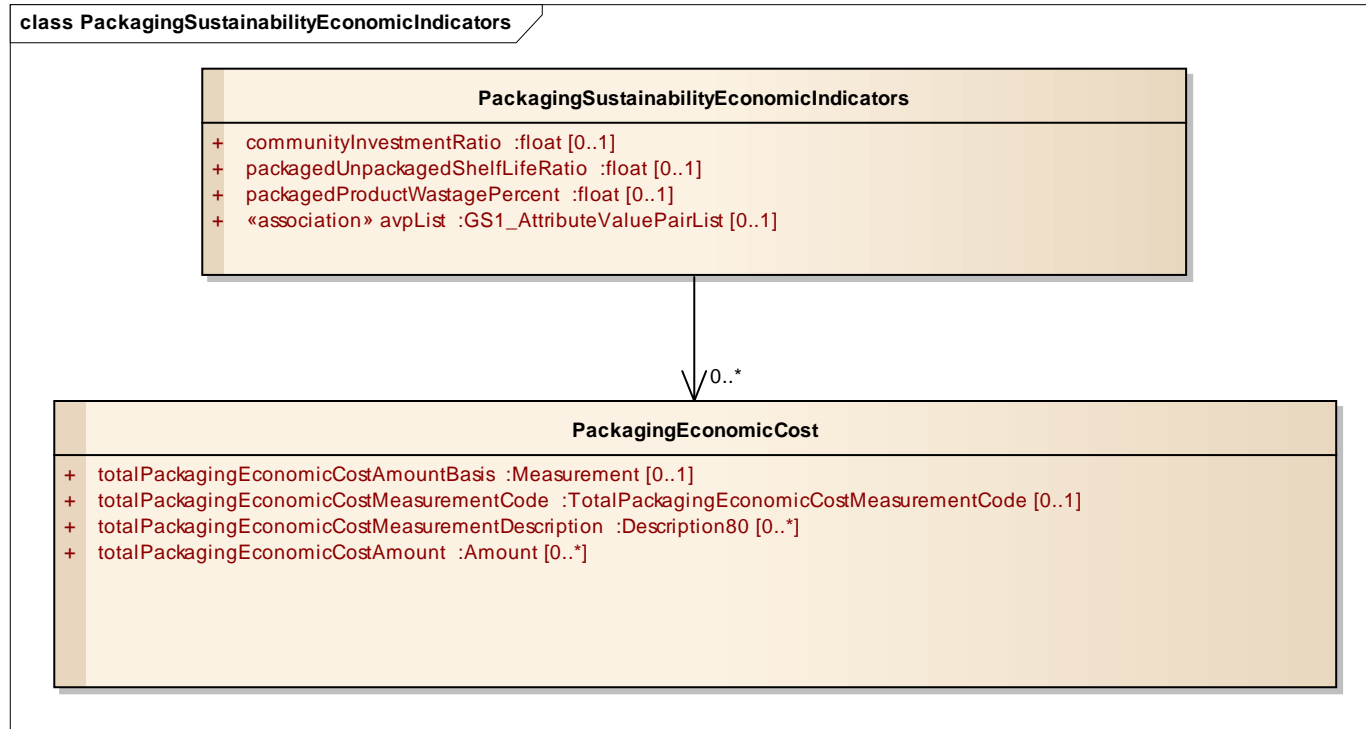 class PackagingSustainabilityEconomicIndicators
PackagingSustainabilityEconomicIndicators
+ communityInvestmentRatio :float [0..1]
+ packagedUnpackagedShelfLifeRatio :float [0..1]
+ packagedProductWastagePercent :float [0..1]
+ «association» avpList :GS1_AttributeValuePairList [0..1]
0..*
PackagingEconomicCost
+ totalPackagingEconomicCostAmountBasis :Measurement [0..1]
+ totalPackagingEconomicCostMeasurementCode :TotalPackagingEconomicCostMeasurementCode [0..1]
+ totalPackagingEconomicCostMeasurementDescription :Description80 [0..*]
+ totalPackagingEconomicCostAmount :Amount [0..*]